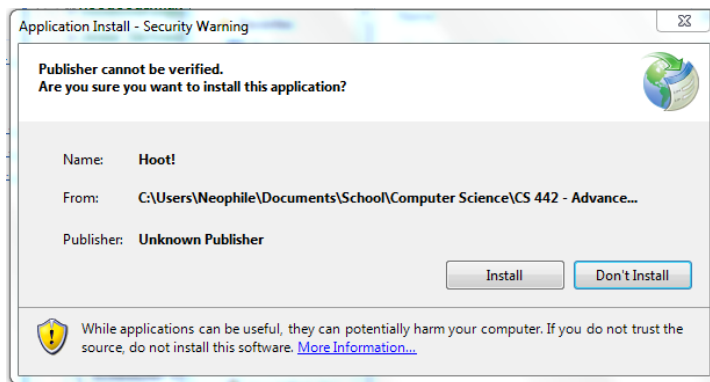 Application Install - Security Warning
Publisher cannot be verified.
Are you sure you want to install this application?
Name: Hoot!
From: C:\Users\Neophile\Documents\School\Computer Science\CS 442 - Advance...
Publisher: Unknown Publisher
Install Don't Install
While applications can be useful, they can potentially harm your computer. If you do not trust the
source, do not install this software. More Information...